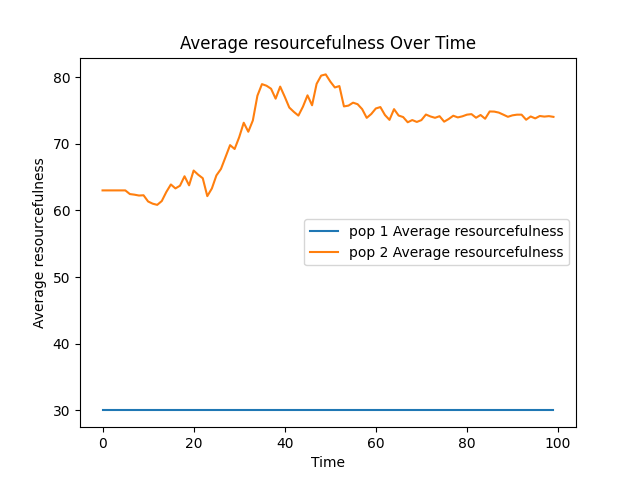 Average resourcefulness Over Time
Average resourcefulness
80
70
60
50
40
30
pop 1 Average resourcefulness
pop 2 Average resourcefulness
0 20 40 60 80 100
Time